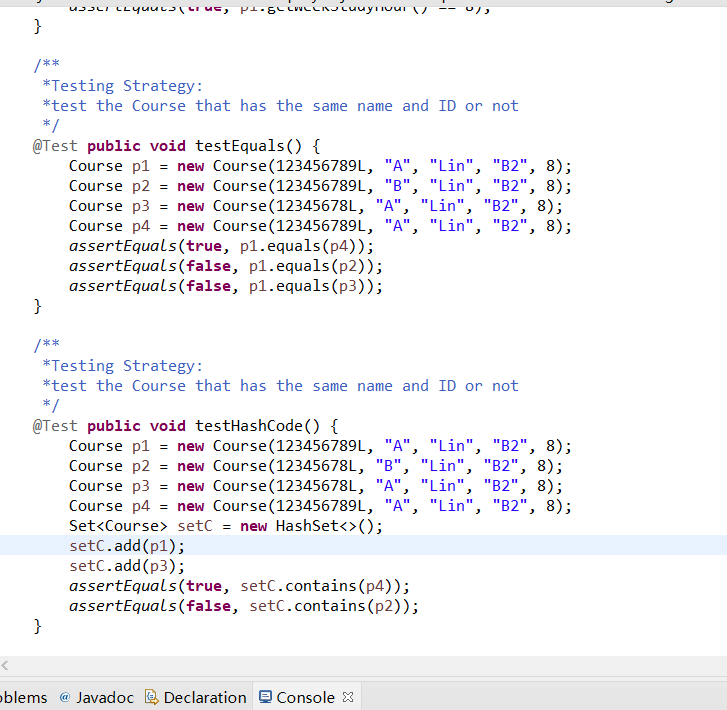 assertEquals(true, p1.getWeekStudyHour() == 8);
}
/**
*Testing Strategy:
*test the Course that has the same name and ID or not
*/
@Test public void testEquals() {
Course p1 = new Course(123456789L, "A", "Lin", "B2", 8);
Course p2 = new Course(123456789L, "B", "Lin", "B2", 8);
Course p3 = new Course(12345678L, "A", "Lin", "B2", 8);
Course p4 = new Course(123456789L, "A", "Lin", "B2", 8);
assertEquals(true, p1.equals(p4));
assertEquals(false, p1.equals(p2));
assertEquals(false, p1.equals(p3));
}
/**
*Testing Strategy:
*test the Course that has the same name and ID or not
*/
@Test public void testHashCode() {
Course p1 = new Course(123456789L, "A", "Lin", "B2", 8);
Course p2 = new Course(12345678L, "B", "Lin", "B2", 8);
Course p3 = new Course(12345678L, "A", "Lin", "B2", 8);
Course p4 = new Course(123456789L, "A", "Lin", "B2", 8);
Set<Course> setC = new HashSet<>();
setC.add(p1);
setC.add(p3);
assertEquals(true, setC.contains(p4));
assertEquals(false, setC.contains(p2));
}
oblems @ Javadoc Declaration Console